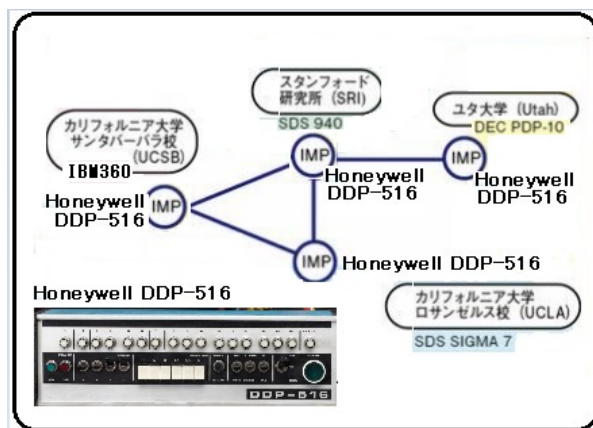 スタンフォード
研究所 (SRI)
SDS 940
ユタ大学 (Utah)
DEC PDP-10
カリフォルニア大学
サンタバーバラ校
(UCSB)
IBM360
IMP
Honeywell
DDP-516
IMP
Honeywell
DDP-516
IMP
Honeywell
DDP-516
IMP
Honeywell DDP-516
Honeywell DDP-516
カリフォルニア大学
ロサンゼルス校 (UCLA)
SDS SIGMA 7
DDP-516